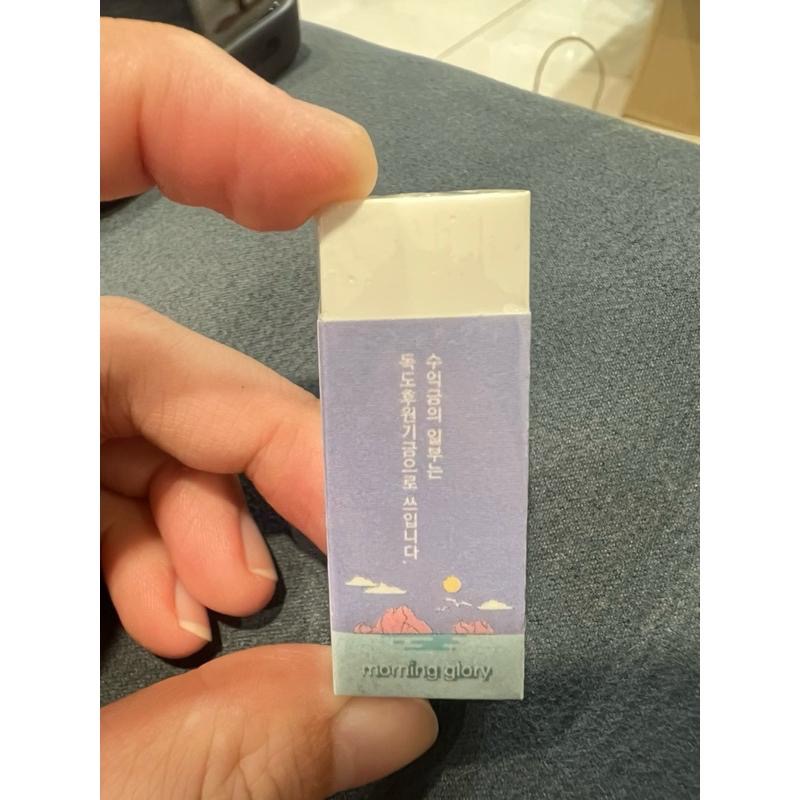 수익금의 일부는
독도후원기금으로 쓰입니다.
morning glory